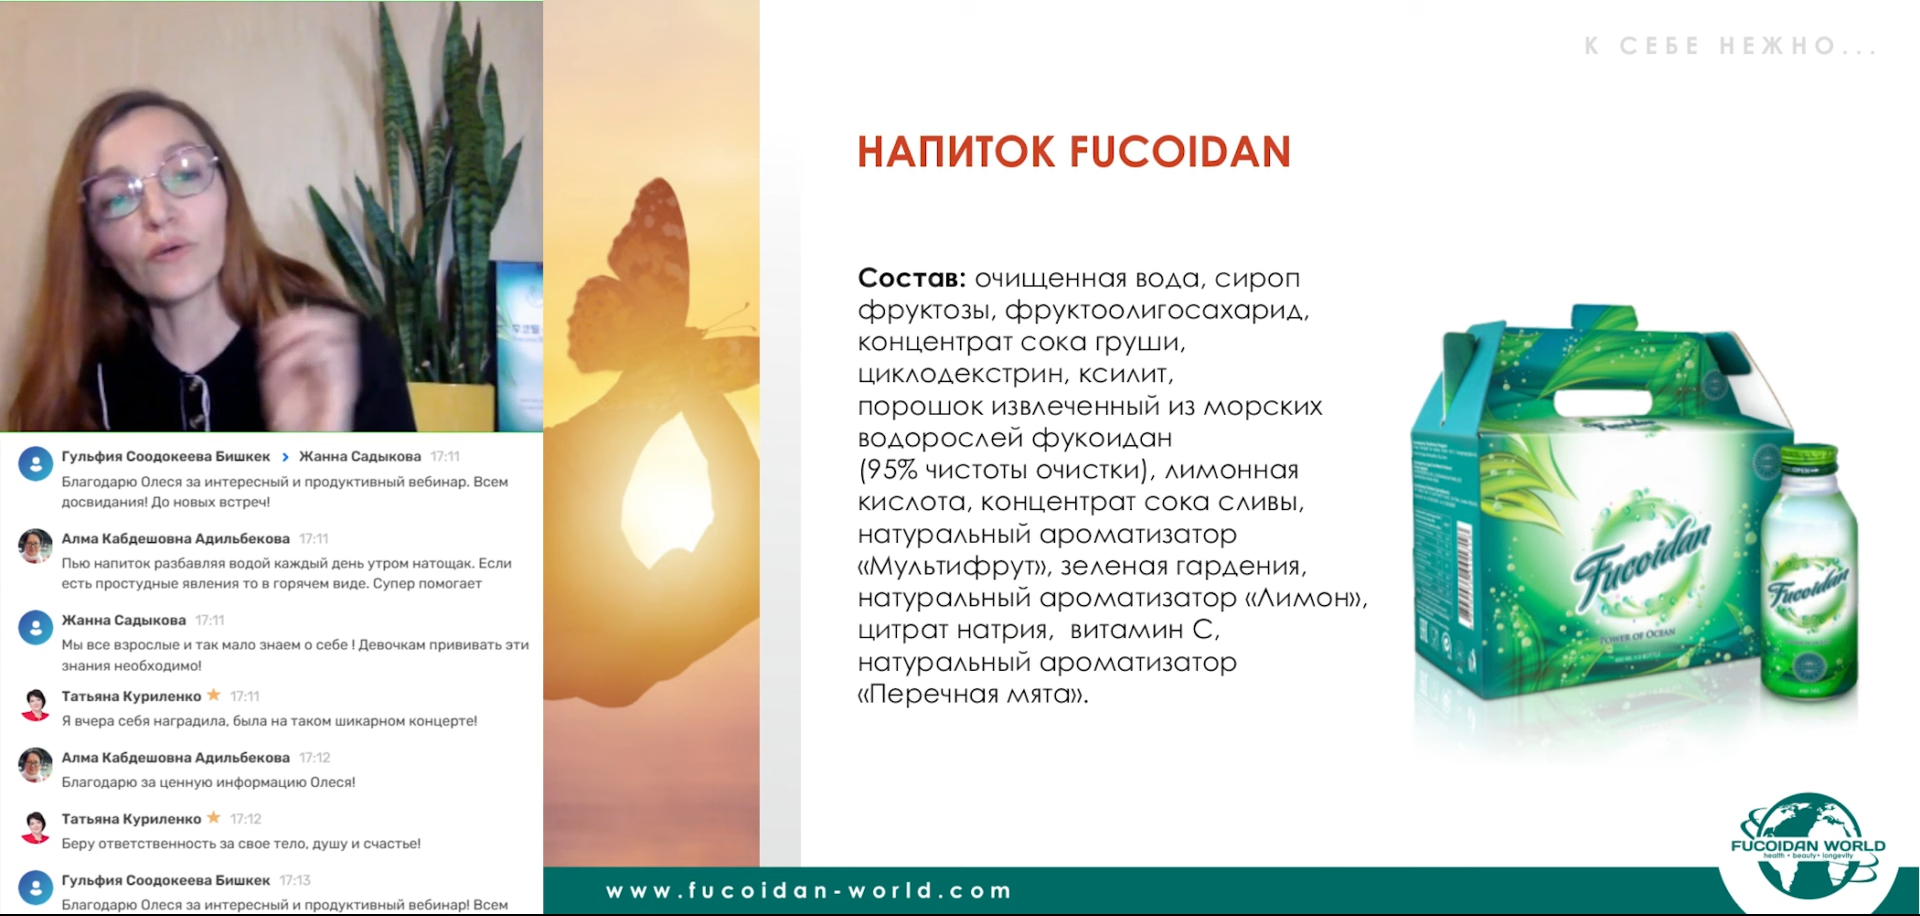 К СЕБЕ НЕЖНО...
НАПИТОК FUCOIDAN
Состав: очищенная вода, сироп
фруктозы, фруктоолигосахарид,
концентрат сока груши,
циклодекстрин, ксилит,
порошок извлеченный из морских
водорослей фукоидан
(95% чистоты очистки), лимонная
кислота, концентрат сока сливы,
натуральный ароматизатор
«Мультифрут», зеленая гардения,
натуральный ароматизатор «Лимон»,
цитрат натрия, витамин С,
натуральный ароматизатор
«Перечная мята».
Fucoidan
POWER OF OCEAN
OPEN
Fucoidan
FUCOIDAN WORLD
health • beauty • longevity
www.fucoidan-world.com
Гульфия Соодокеева Бишкек > Жанна Садыкова 17:11
Благодарю Олеся за интересный и продуктивный вебинар. Всем
досвидания! До новых встреч!
Алма Кабдешовна Адильбекова 17:11
Пью напиток разбавляя водой каждый день утром натощак. Если
есть простудные явления то в горячем виде. Супер помогает
Жанна Садыкова 17:11
Мы все взрослые и так мало знаем о себе ! Девочкам прививать эти
знания необходимо!
Татьяна Куриленко 17:11
Я вчера себя наградила, была на таком шикарном концерте!
Алма Кабдешовна Адильбекова 17:12
Благодарю за ценную информацию Олеся!
Татьяна Куриленко 17:12
Беру ответственность за свое тело, душу и счастье!
Гульфия Соодокеева Бишкек 17:13
Благодарю Олеся за интересный и продуктивный вебинар! Всем